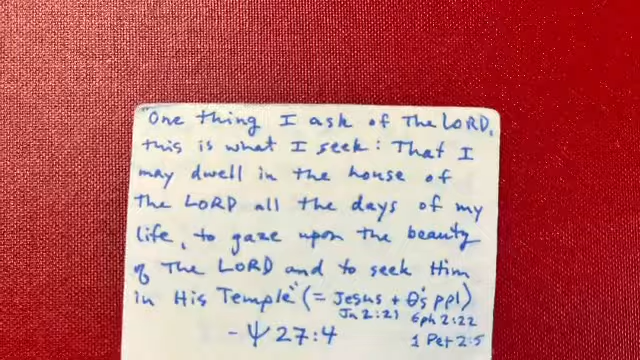 "One thing I ask of The LORD,
this is what I seek: That I
may dwell in the house of
The LORD all the days of my
life, to gaze upon the beauty
of The LORD and to seek Him
in His Temple" (= Jesus + Θ's ppl)
Jn 2:21 Eph 2:22
- Ψ 27:4 1 Pet 2:5